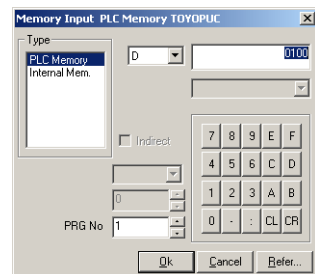 Memory Input PLC Memory TOYOPUC
Type
PLC Memory
Internal Mem.
D
0100
Indirect
7 8 9 E F
4 5 6 C D
1 2 3 A B
0 - : CL CR
0
PRG No 1
Ok Cancel Refer...